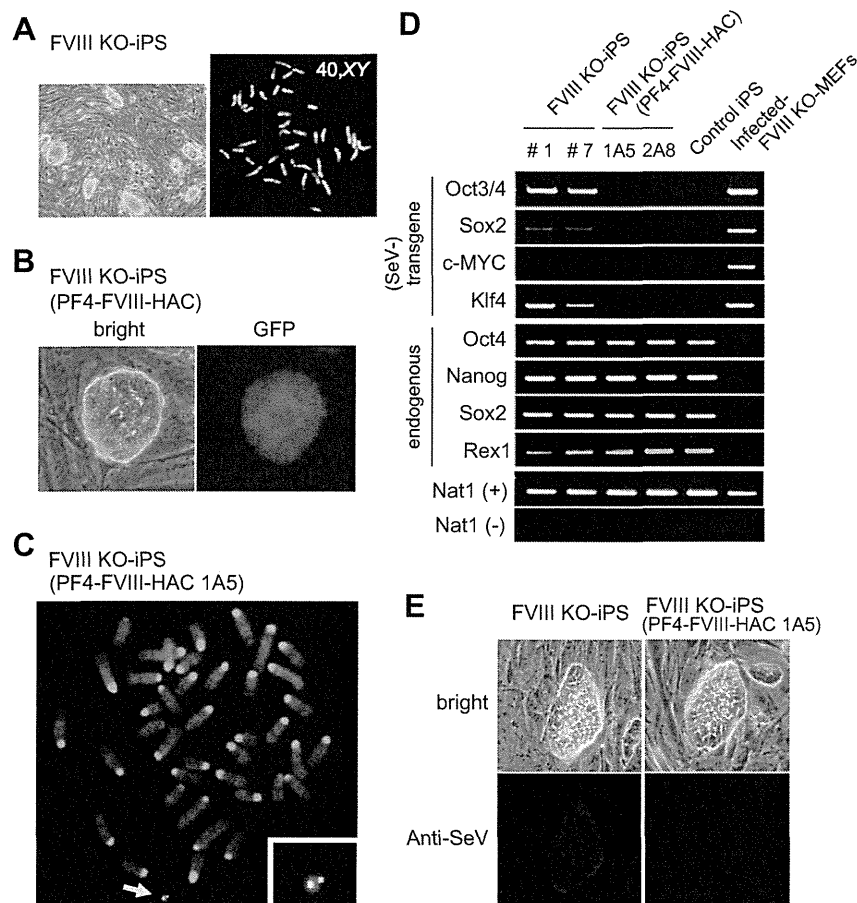 A
FVIII KO-iPS
40,XY
B
FVIII KO-iPS
(PF4-FVIII-HAC)
bright
GFP
C
FVIII KO-iPS
(PF4-FVIII-HAC 1A5)
D
FVIII KO-iPS
FVIII KO-iPS
(PF4-FVIII-HAC)
Control iPS
Infected-
FVIII KO-MEFs
# 1
# 7
1A5
2A8
(SeV-)
transgene
Oct3/4
Sox2
c-MYC
Klf4
endogenous
Oct4
Nanog
Sox2
Rex1
Nat1 (+)
Nat1 (-)
E
FVIII KO-iPS
FVIII KO-iPS
(PF4-FVIII-HAC 1A5)
bright
Anti-SeV